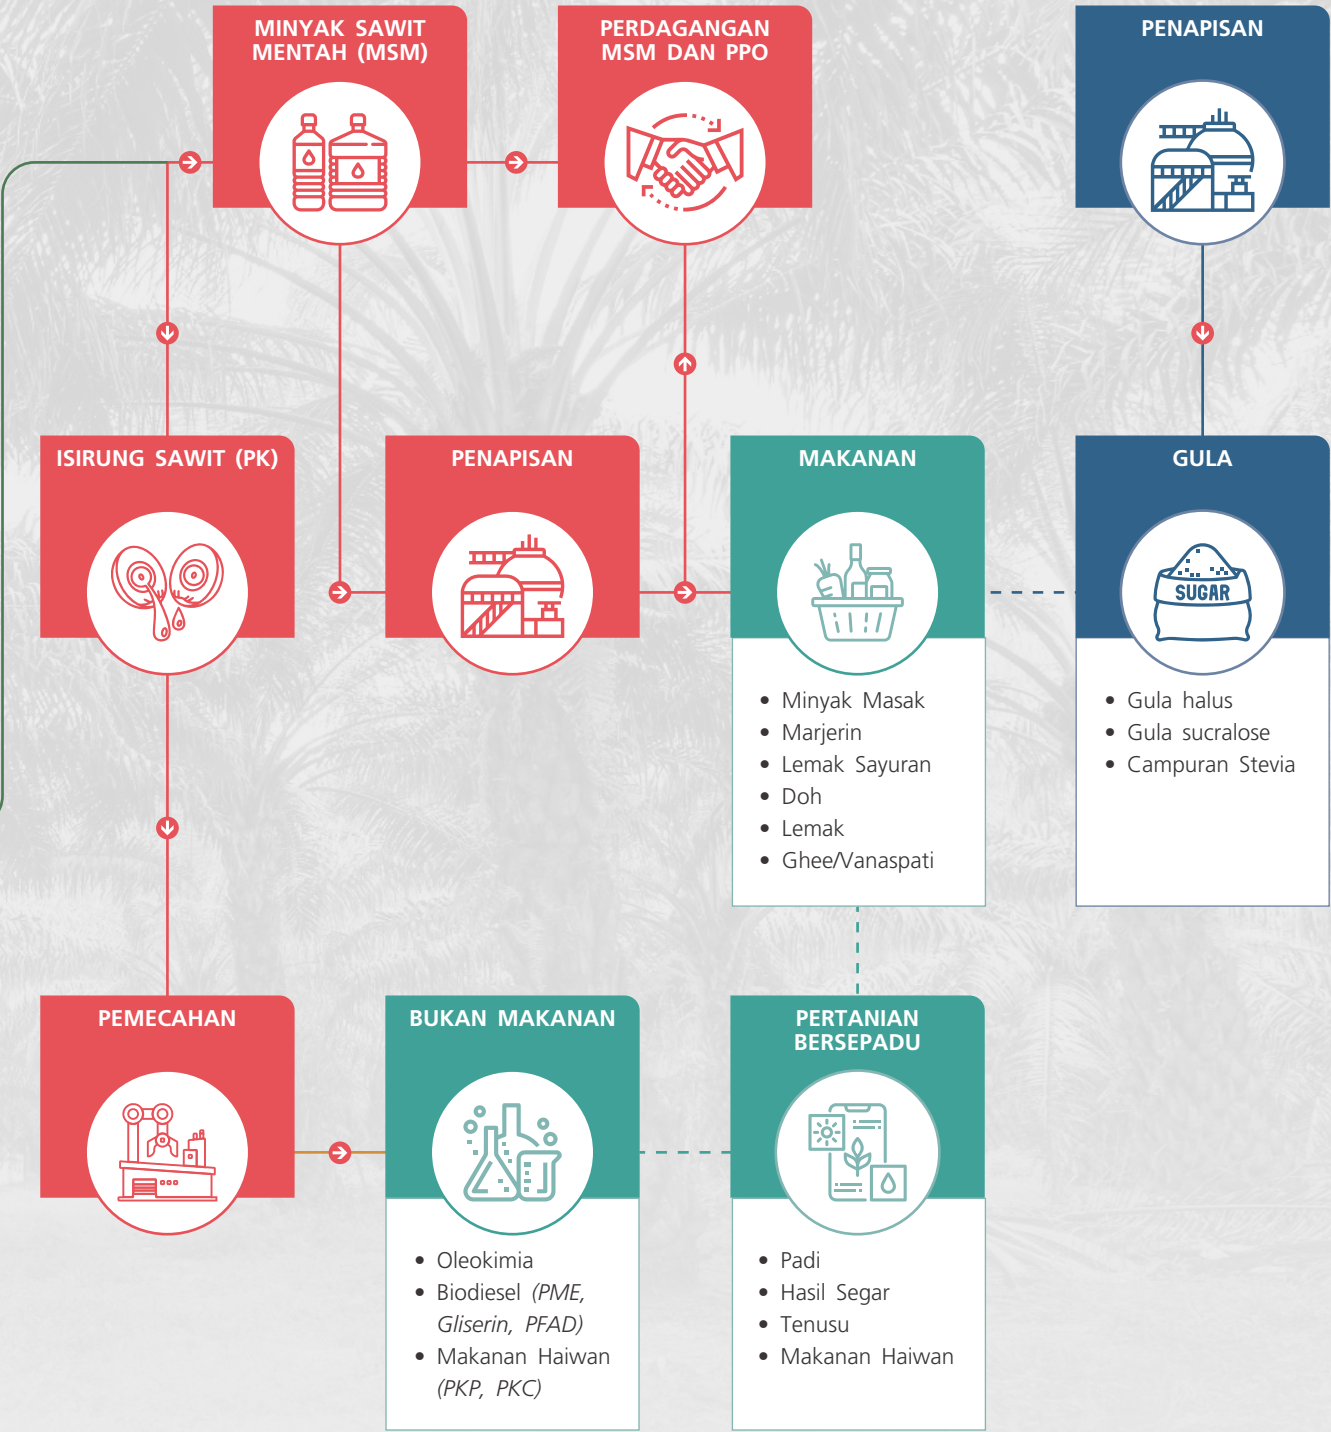 MINYAK SAWIT
MENTAH (MSM)
PERDAGANGAN
MSM DAN PPO
PENAPISAN
ISIRUNG SAWIT (PK)
PENAPISAN
MAKANAN
GULA
SUGAR
• Minyak Masak
• Marjerin
• Lemak Sayuran
• Doh
• Lemak
• Ghee/Vanaspati
• Gula halus
• Gula sucralose
• Campuran Stevia
PEMECAHAN
BUKAN MAKANAN
PERTANIAN
BERSEPADU
• Oleokimia
• Biodiesel (PME,
Gliserin, PFAD)
• Makanan Haiwan
(PKP, PKC)
• Padi
• Hasil Segar
• Tenusu
• Makanan Haiwan